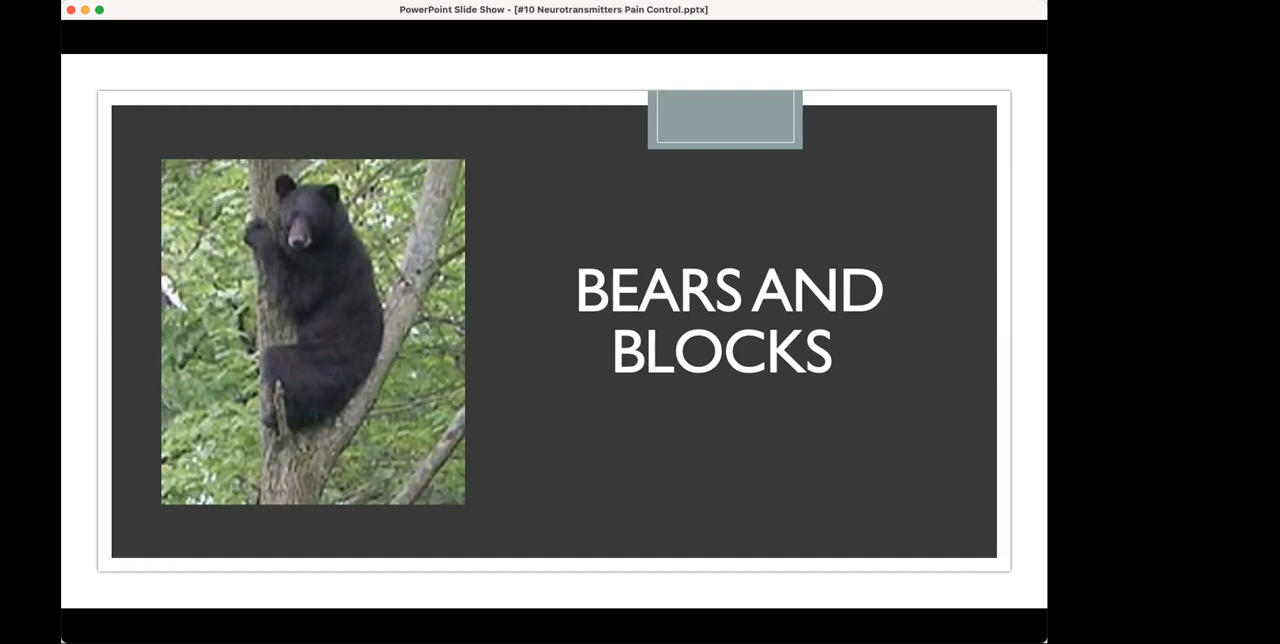 PowerPoint Slide Show - [#10 Neurotransmitters Pain Control.pptx]
BEARS AND
BLOCKS